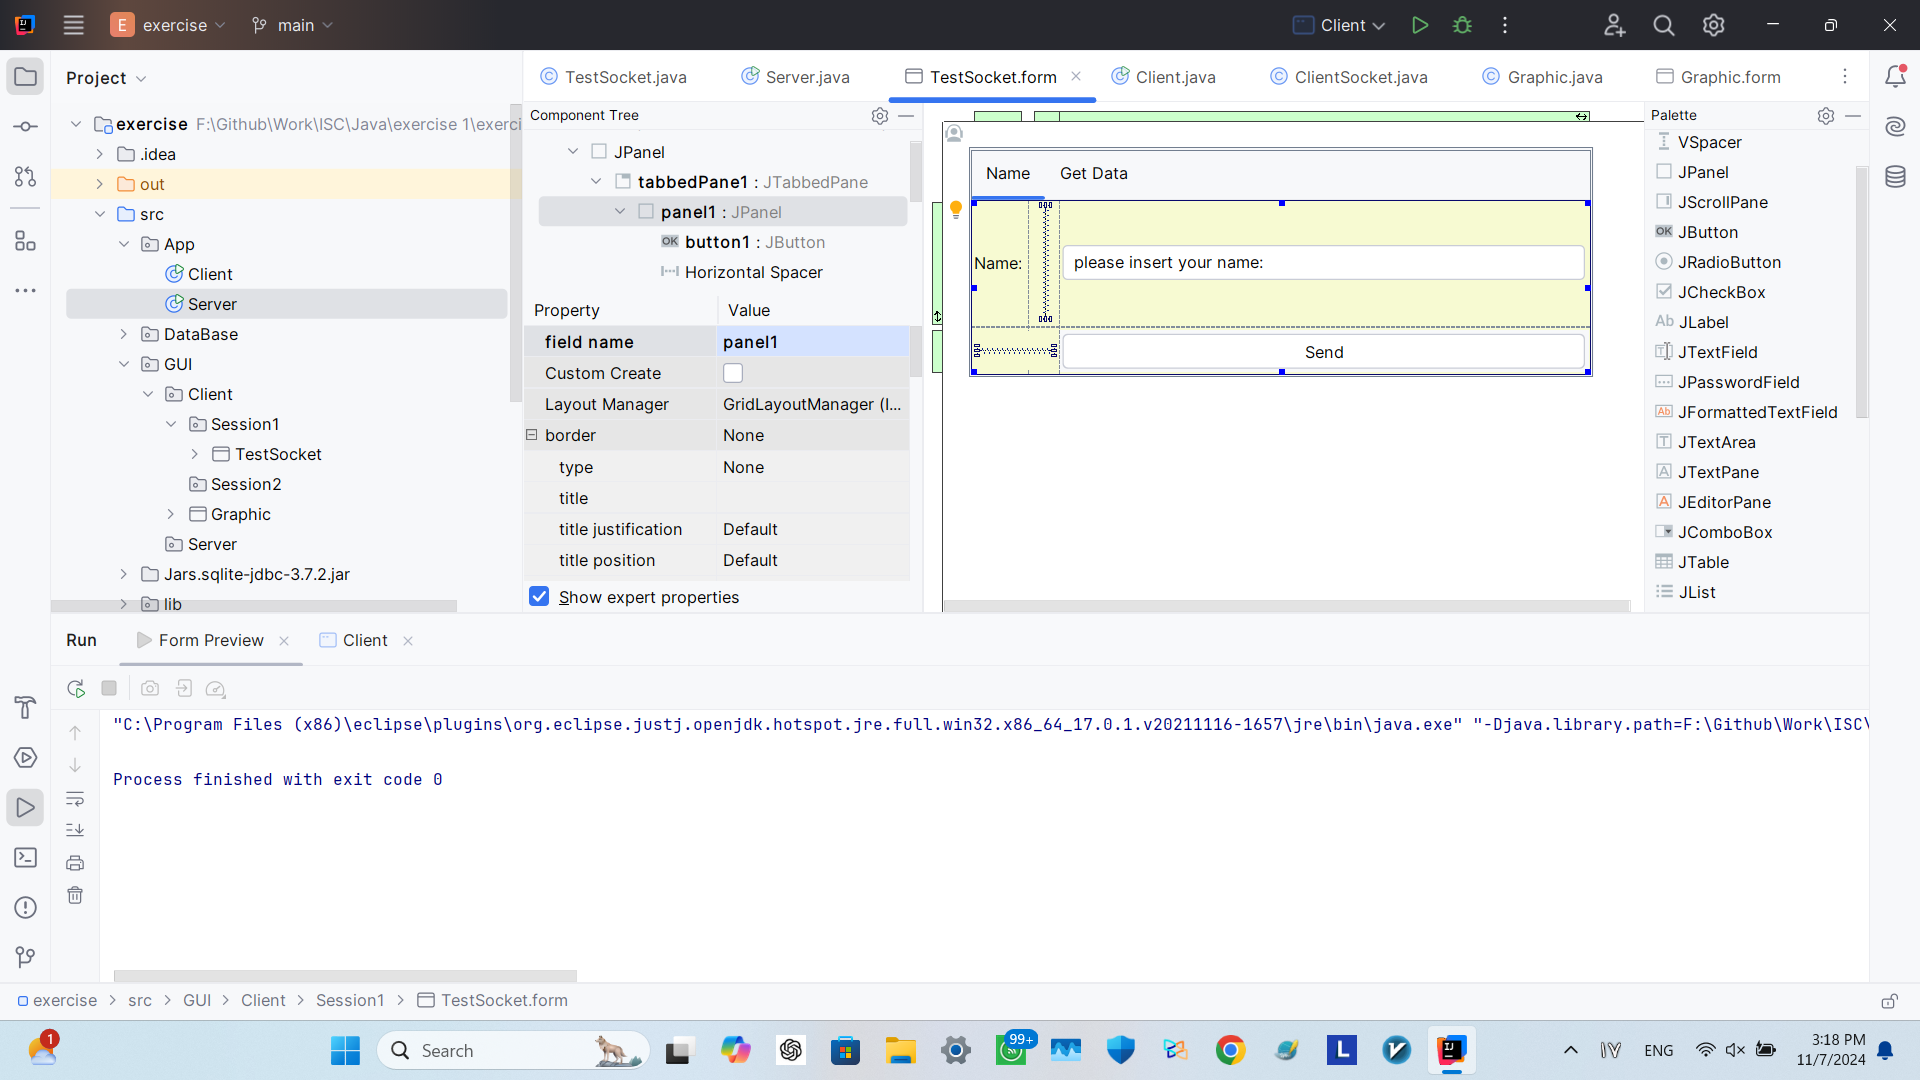 E exercise main Client
Project
TestSocket.java Server.java TestSocket.form Client.java ClientSocket.java Graphic.java Graphic.form
exercise F:\Github\Work\ISC\Java\exercise 1\exerci
.idea
out
src
App
Client
Server
DataBase
GUI
Client
Session1
TestSocket
Session2
Graphic
Server
Jars.sqlite-jdbc-3.7.2.jar
lib
Component Tree
JPanel
tabbedPane1 : JTabbedPane
panel1 : JPanel
OK button1 : JButton
Horizontal Spacer
Property Value
field name panel1
Custom Create
Layout Manager GridLayoutManager (I...
border None
type None
title
title justification Default
title position Default
Show expert properties
Name Get Data
Name: please insert your name:
Send
Palette
VSpacer
JPanel
JScrollPane
OK JButton
JRadioButton
JCheckBox
Ab JLabel
JTextField
JPasswordField
Ab JFormattedTextField
JTextArea
JTextPane
JEditorPane
JComboBox
JTable
JList
Run Form Preview Client
"C:\Program Files (x86)\eclipse\plugins\org.eclipse.justj.openjdk.hotspot.jre.full.win32.x86_64_17.0.1.v20211116-1657\jre\bin\java.exe" "-Djava.library.path=F:\Github\Work\ISC\
Process finished with exit code 0
exercise > src > GUI > Client > Session1 > TestSocket.form
1 Search 99+ L ENG 3:18 PM
11/7/2024